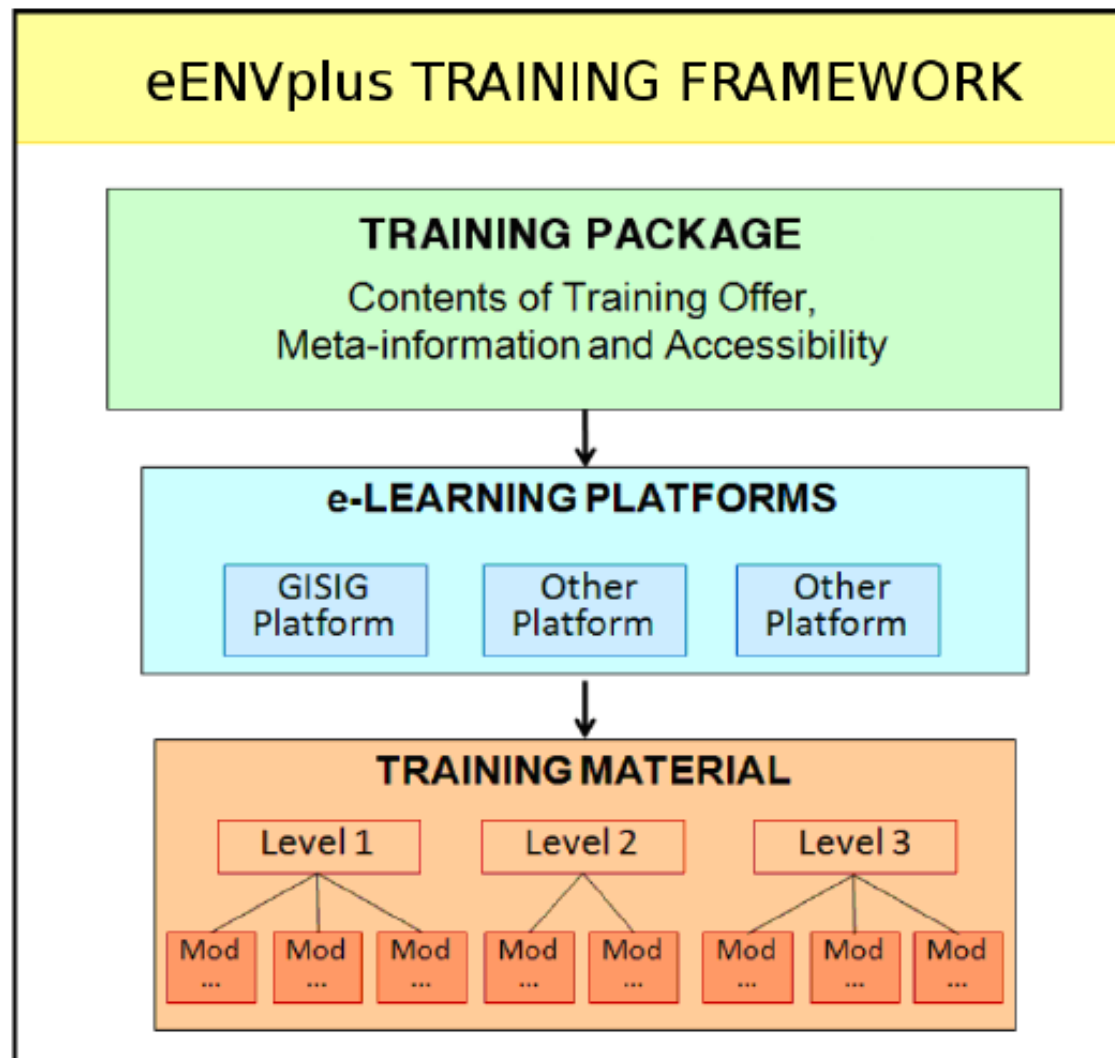 eENVplus TRAINING FRAMEWORK
TRAINING PACKAGE
Contents of Training Offer,
Meta-information and Accessibility
e-LEARNING PLATFORMS
GISIG
Platform
Other
Platform
Other
Platform
TRAINING MATERIAL
Level 1
Level 2
Level 3
Mod
...
Mod
...
Mod
...
Mod
...
Mod
...
Mod
...
Mod
...
Mod
...